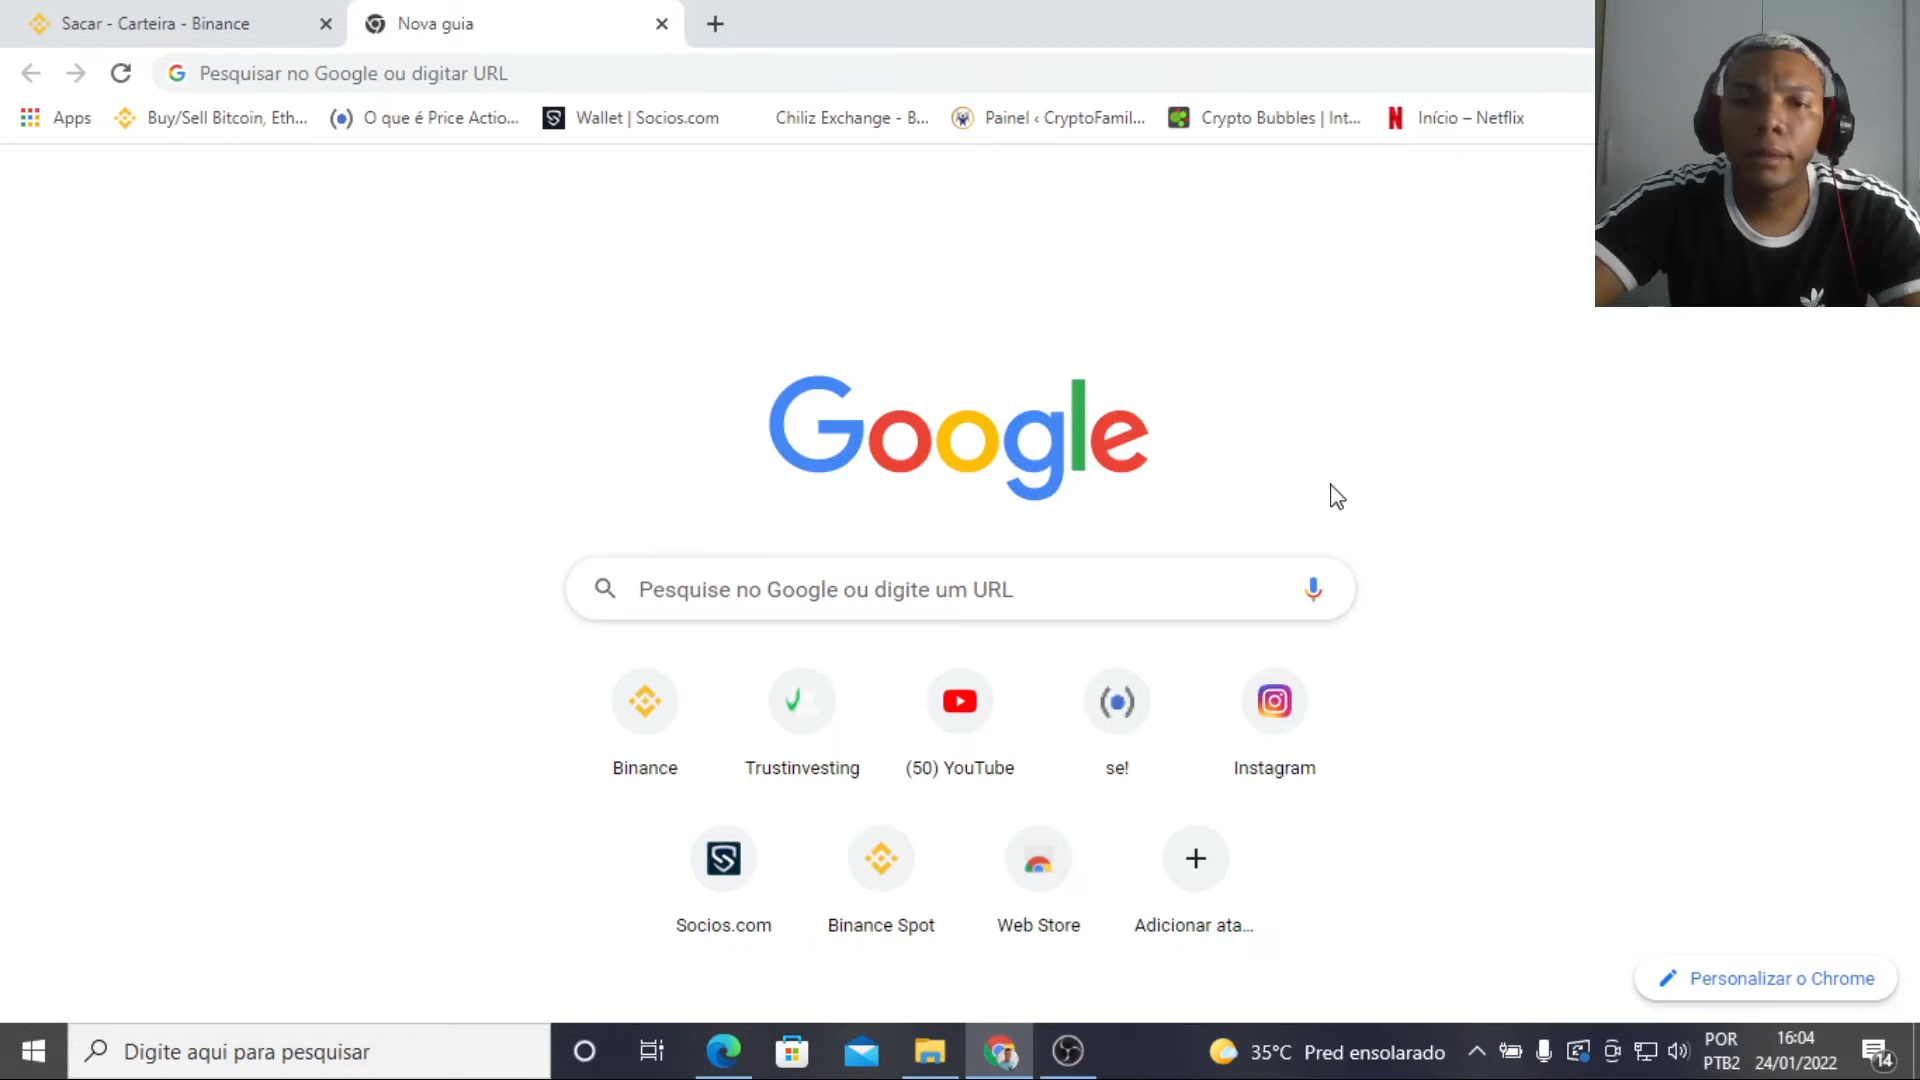 Sacar - Carteira - Binance
Nova guia
Pesquisar no Google ou digitar URL
Apps
Buy/Sell Bitcoin, Eth...
O que é Price Actio...
Wallet | Socios.com
Chiliz Exchange - B...
Painel ‹ CryptoFamil...
Crypto Bubbles | Int...
Início – Netflix
Google
Pesquise no Google ou digite um URL
Binance
Trustinvesting
(50) YouTube
se!
Instagram
Socios.com
Binance Spot
Web Store
Adicionar ata...
Personalizar o Chrome
Digite aqui para pesquisar
35°C Pred ensolarado
POR
PTB2
16:04
24/01/2022
14